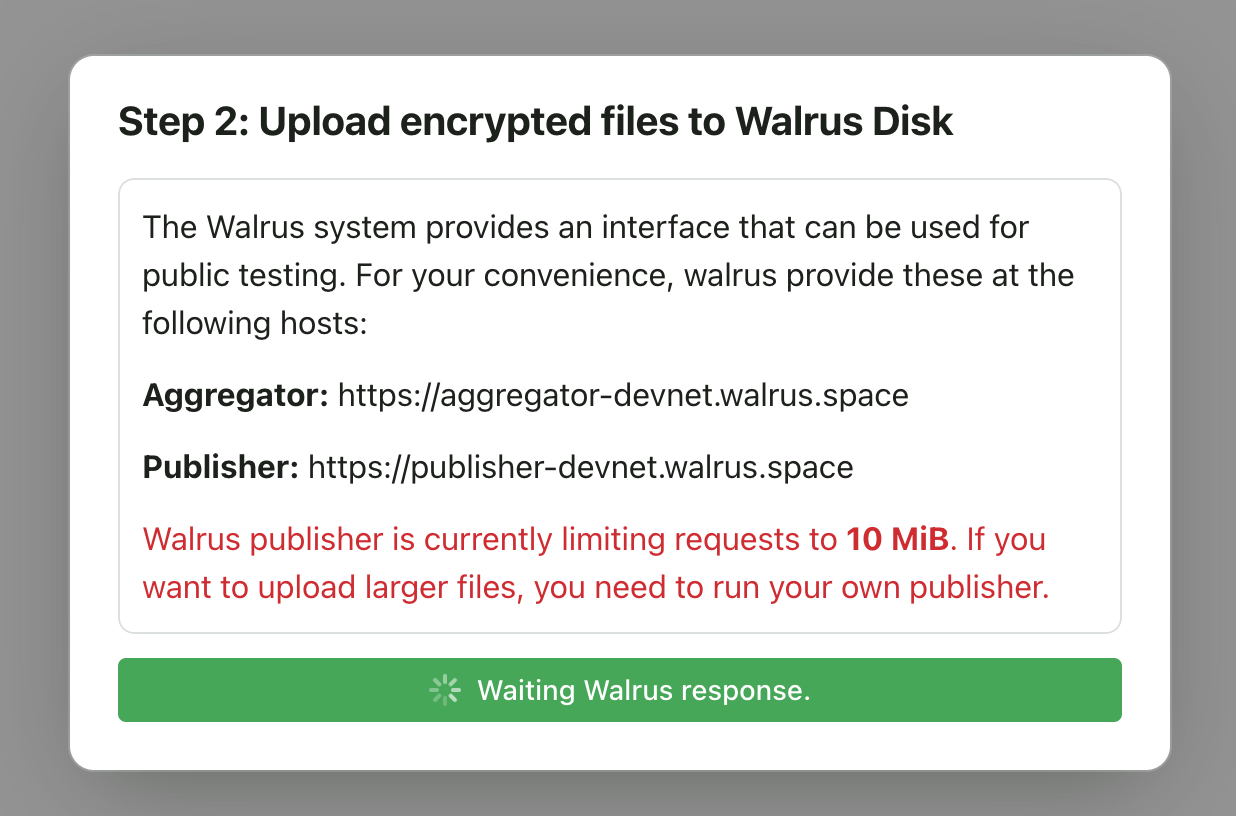 Step 2: Upload encrypted files to Walrus Disk
The Walrus system provides an interface that can be used for
public testing. For your convenience, walrus provide these at the
following hosts:
Aggregator: https://aggregator-devnet.walrus.space
Publisher: https://publisher-devnet.walrus.space
Walrus publisher is currently limiting requests to 10 MiB. If you
want to upload larger files, you need to run your own publisher.
Waiting Walrus response.